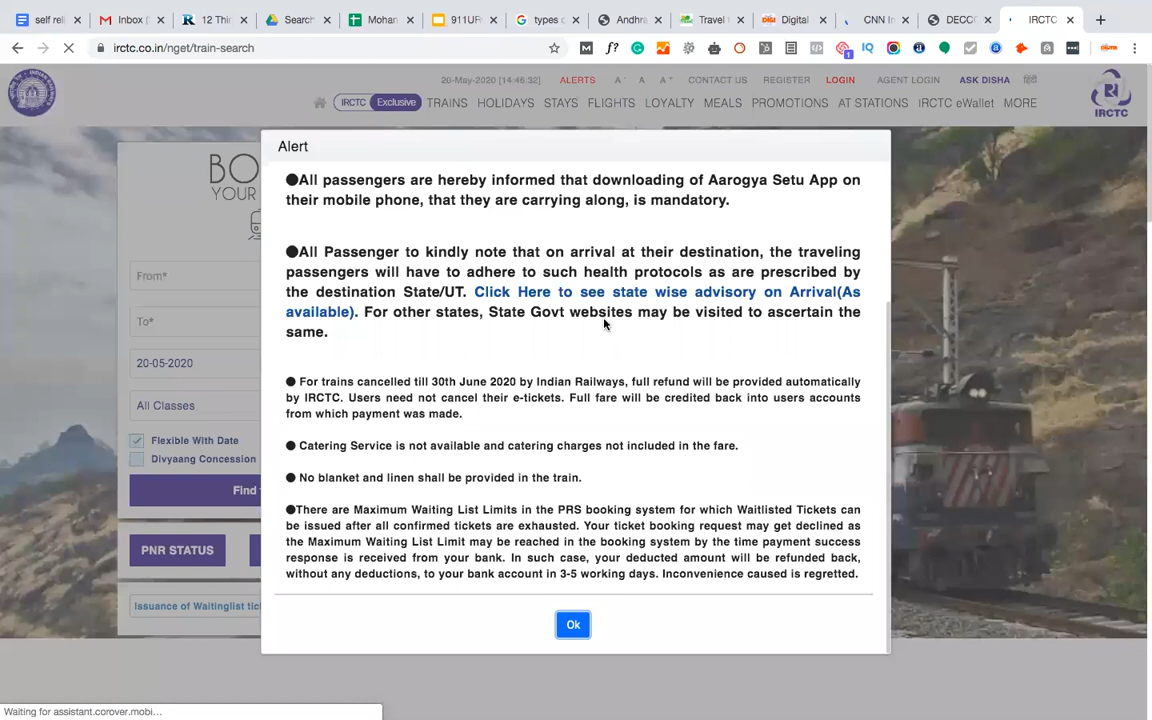 self reli
Inbox (
12 Thi
Search
Mohan
911UR
types c
Andhra
Travel
Digital
CNN In
DECC
IRCTC
irctc.co.in/nget/train-search
20-May-2020 [14:46:32] ALERTS A- A A+ CONTACT US REGISTER LOGIN AGENT LOGIN ASK DISHA हिंदी
IRCTC Exclusive TRAINS HOLIDAYS STAYS FLIGHTS LOYALTY MEALS PROMOTIONS AT STATIONS IRCTC eWallet MORE
IRCTC
Alert
●All passengers are hereby informed that downloading of Aarogya Setu App on
their mobile phone, that they are carrying along, is mandatory.
●All Passenger to kindly note that on arrival at their destination, the traveling
passengers will have to adhere to such health protocols as are prescribed by
the destination State/UT. Click Here to see state wise advisory on Arrival(As
available). For other states, State Govt websites may be visited to ascertain the
same.
● For trains cancelled till 30th June 2020 by Indian Railways, full refund will be provided automatically
by IRCTC. Users need not cancel their e-tickets. Full fare will be credited back into users accounts
from which payment was made.
● Catering Service is not available and catering charges not included in the fare.
● No blanket and linen shall be provided in the train.
●There are Maximum Waiting List Limits in the PRS booking system for which Waitlisted Tickets can
be issued after all confirmed tickets are exhausted. Your ticket booking request may get declined as
the Maximum Waiting List Limit may be reached in the booking system by the time payment success
response is received from your bank. In such case, your deducted amount will be refunded back,
without any deductions, to your bank account in 3-5 working days. Inconvenience caused is regretted.
Ok
BO
YOUR
From*
To*
20-05-2020
All Classes
Flexible With Date
Divyaang Concession
Find
PNR STATUS
Issuance of Waitinglist tic
Waiting for assistant.corover.mobi...